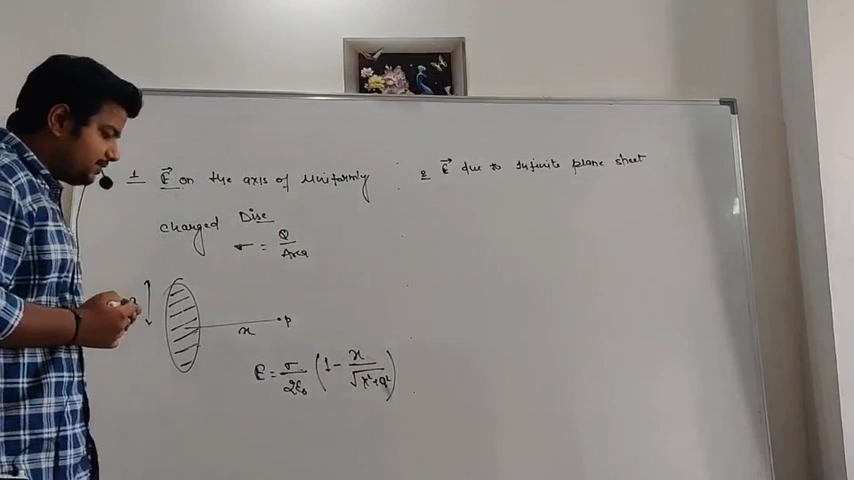 1 E⃗ on the axis of Uniformly
charged Disc
σ = Q/Area
x
P
E = σ/2ε₀ (1 - x/√x²+a²)
2 E⃗ due to Infinite plane sheet